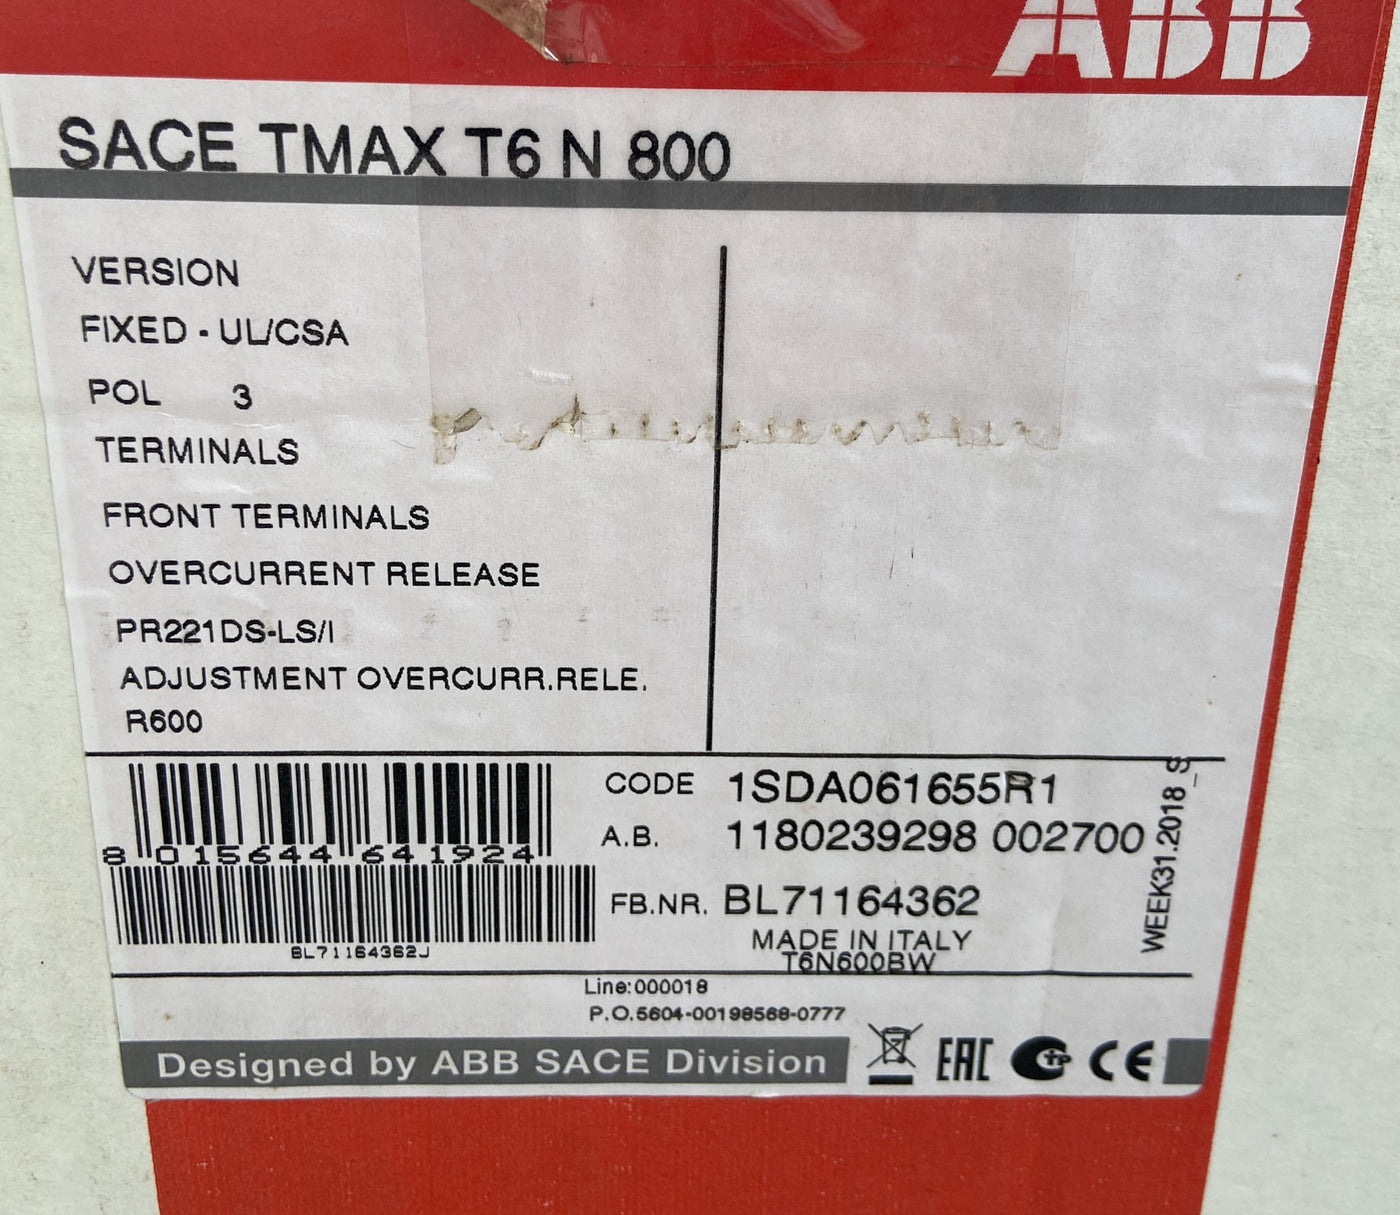 ABB
SACE TMAX T6 N 800
VERSION
FIXED - UL/CSA
POL 3
TERMINALS
FRONT TERMINALS
OVERCURRENT RELEASE
PR221DS-LS/I
ADJUSTMENT OVERCURR.RELE.
R600
8 015644 641924
BL71164362J
CODE 1SDA061655R1
A.B. 1180239298 002700
FB.NR. BL71164362
MADE IN ITALY
T6N600BW
WEEK31.2018_S
Line:000018
P.O.5604-00198568-0777
Designed by ABB SACE Division
EAC
CE